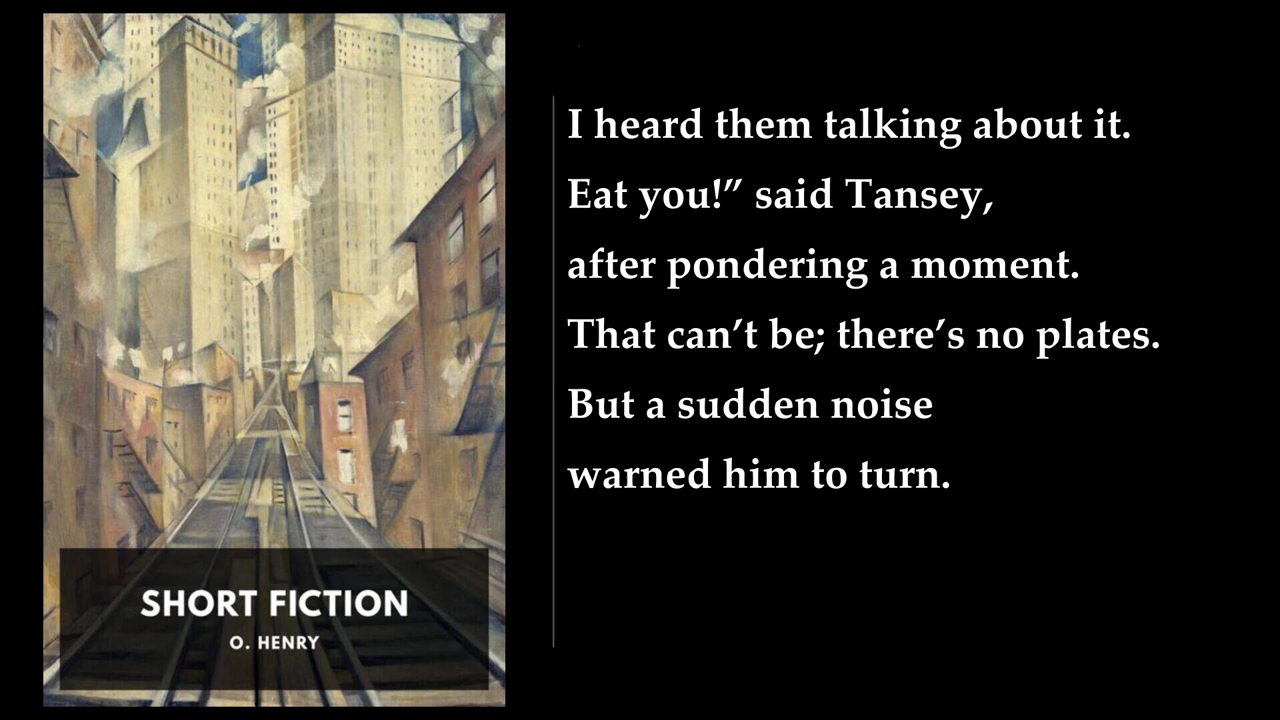 SHORT FICTION
O. HENRY
I heard them talking about it.
Eat you!” said Tansey,
after pondering a moment.
That can’t be; there’s no plates.
But a sudden noise
warned him to turn.